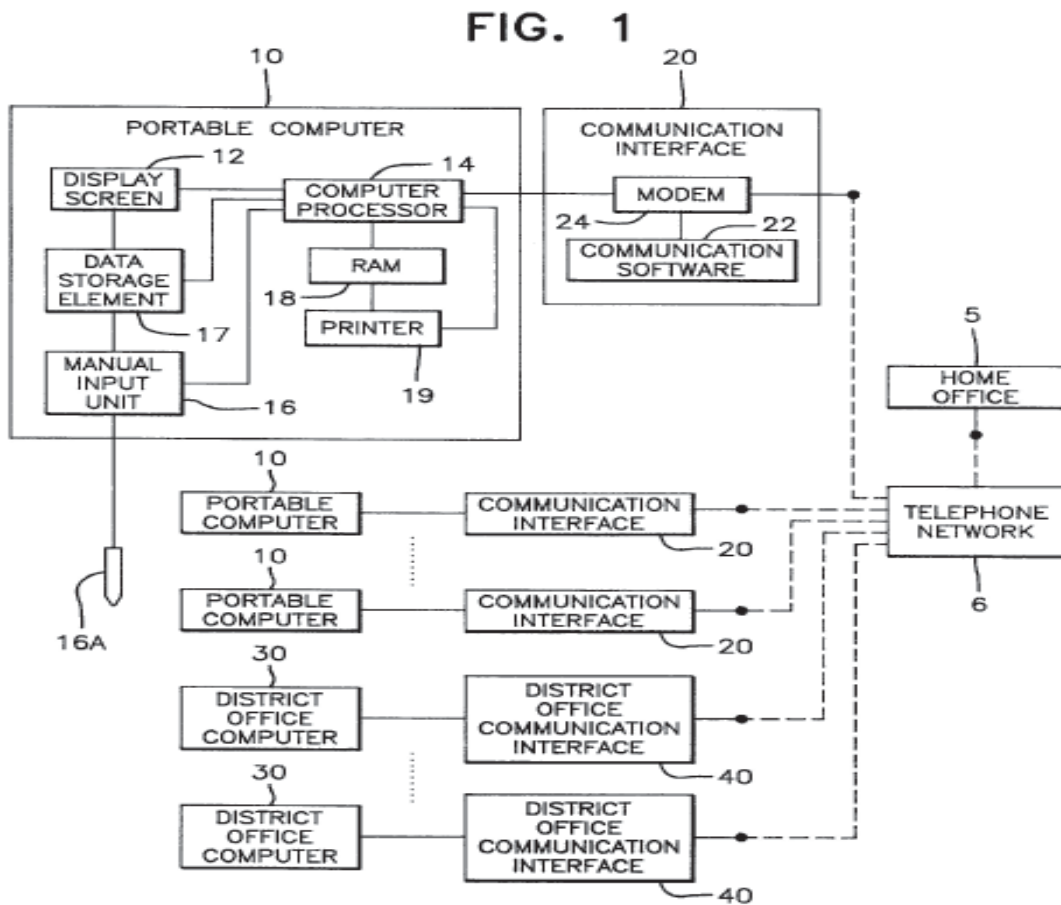 FIG. 1
10
20
PORTABLE COMPUTER
COMMUNICATION
INTERFACE
12
14
DISPLAY
SCREEN
COMPUTER
PROCESSOR
MODEM
24
22
DATA
STORAGE
ELEMENT
RAM
COMMUNICATION
SOFTWARE
18
17
PRINTER
5
MANUAL
INPUT
UNIT
16
19
HOME
OFFICE
10
PORTABLE
COMPUTER
COMMUNICATION
INTERFACE
20
TELEPHONE
NETWORK
6
10
PORTABLE
COMPUTER
COMMUNICATION
INTERFACE
20
16A
30
DISTRICT
OFFICE
COMPUTER
DISTRICT
OFFICE
COMMUNICATION
INTERFACE
40
30
DISTRICT
OFFICE
COMPUTER
DISTRICT
OFFICE
COMMUNICATION
INTERFACE
40